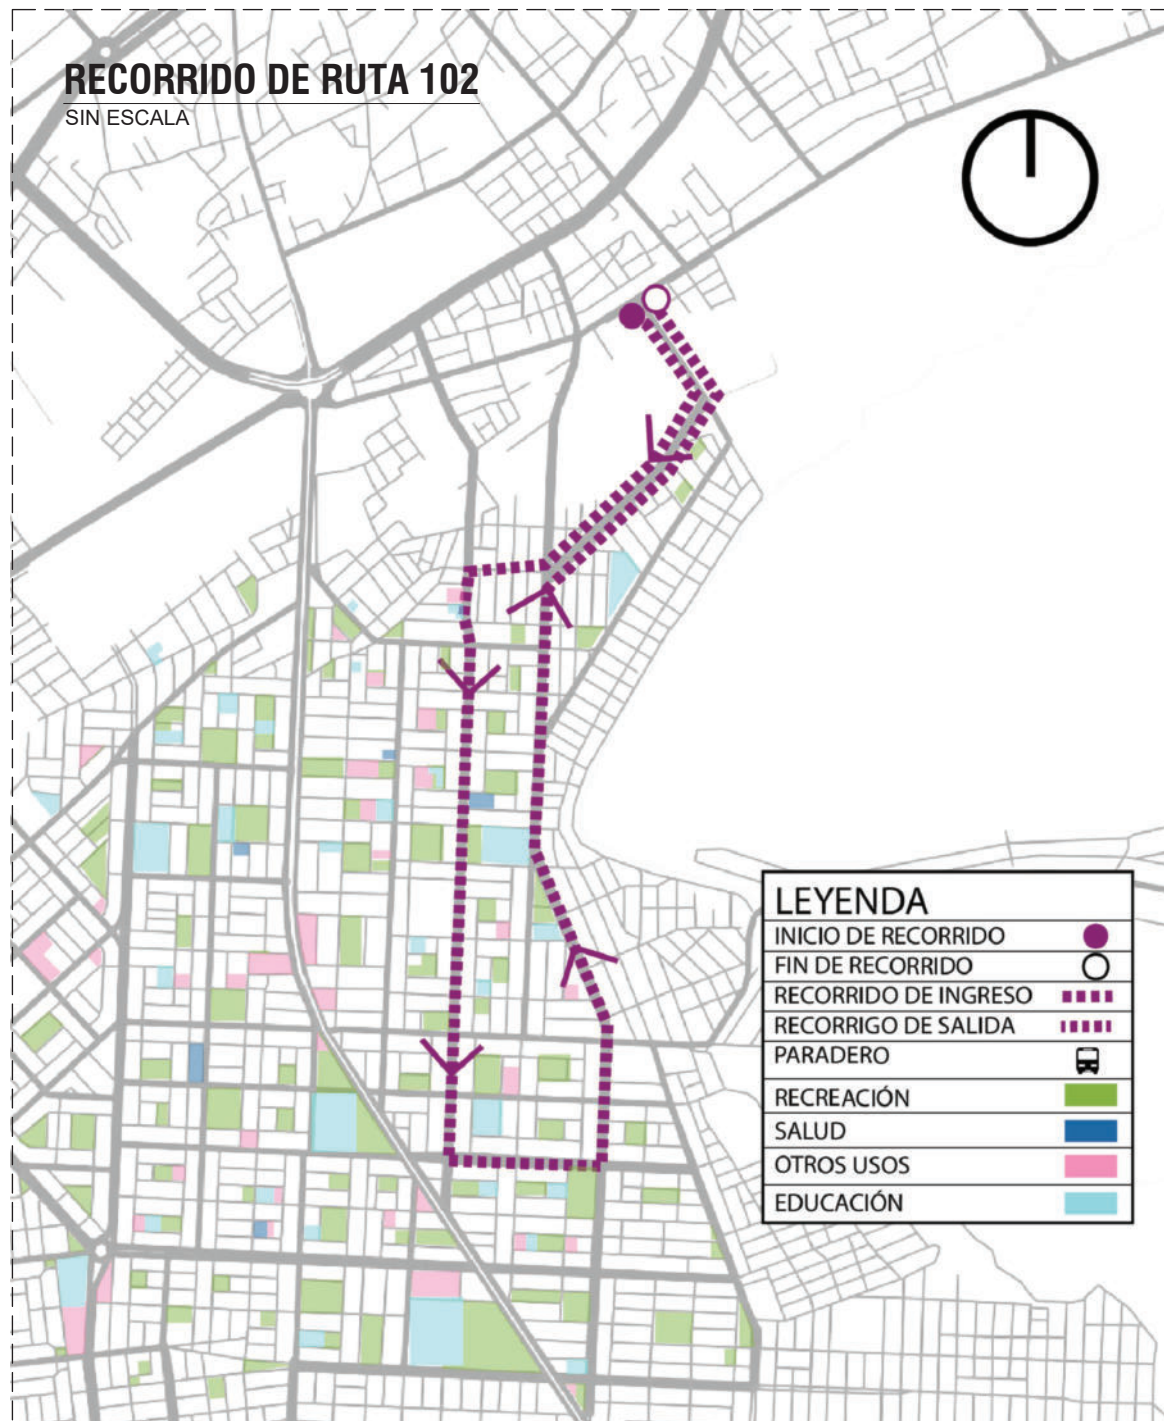 RECORRIDO DE RUTA 102
SIN ESCALA
LEYENDA
INICIO DE RECORRIDO
FIN DE RECORRIDO
RECORRIDO DE INGRESO
RECORRIGO DE SALIDA
PARADERO
RECREACIÓN
SALUD
OTROS USOS
EDUCACIÓN